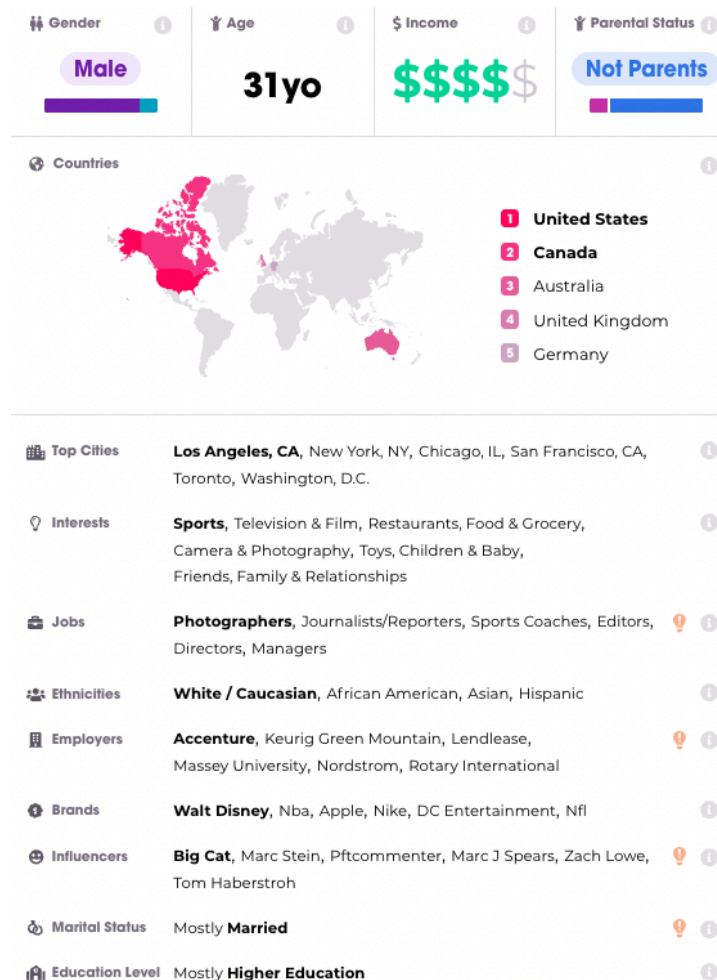 Gender
Male
Age
31yo
$ Income
$$$$$
Parental Status
Not Parents
Countries
1 United States
2 Canada
3 Australia
4 United Kingdom
5 Germany
Top Cities
Los Angeles, CA, New York, NY, Chicago, IL, San Francisco, CA,
Toronto, Washington, D.C.
Interests
Sports, Television & Film, Restaurants, Food & Grocery,
Camera & Photography, Toys, Children & Baby,
Friends, Family & Relationships
Jobs
Photographers, Journalists/Reporters, Sports Coaches, Editors,
Directors, Managers
Ethnicities
White / Caucasian, African American, Asian, Hispanic
Employers
Accenture, Keurig Green Mountain, Lendlease,
Massey University, Nordstrom, Rotary International
Brands
Walt Disney, Nba, Apple, Nike, DC Entertainment, Nfl
Influencers
Big Cat, Marc Stein, Pftcommenter, Marc J Spears, Zach Lowe,
Tom Haberstroh
Marital Status
Mostly Married
Education Level
Mostly Higher Education